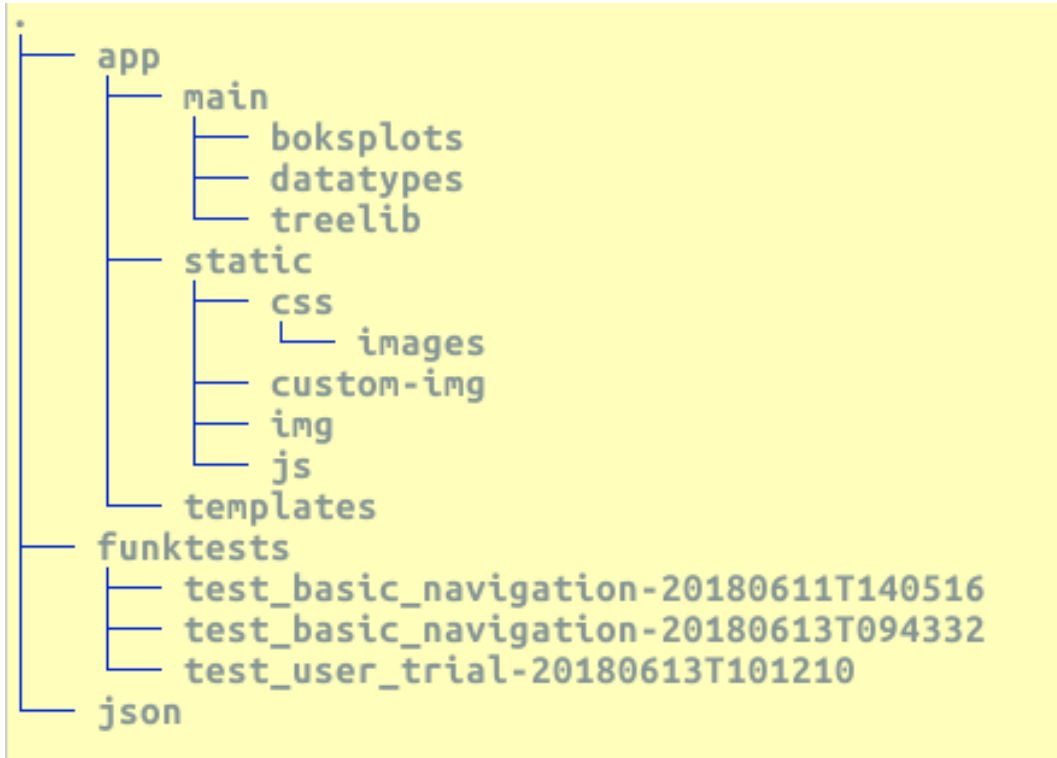 .
app
main
boksplots
datatypes
treelib
static
css
images
custom-img
img
js
templates
funktests
test_basic_navigation-20180611T140516
test_basic_navigation-20180613T094332
test_user_trial-20180613T101210
json